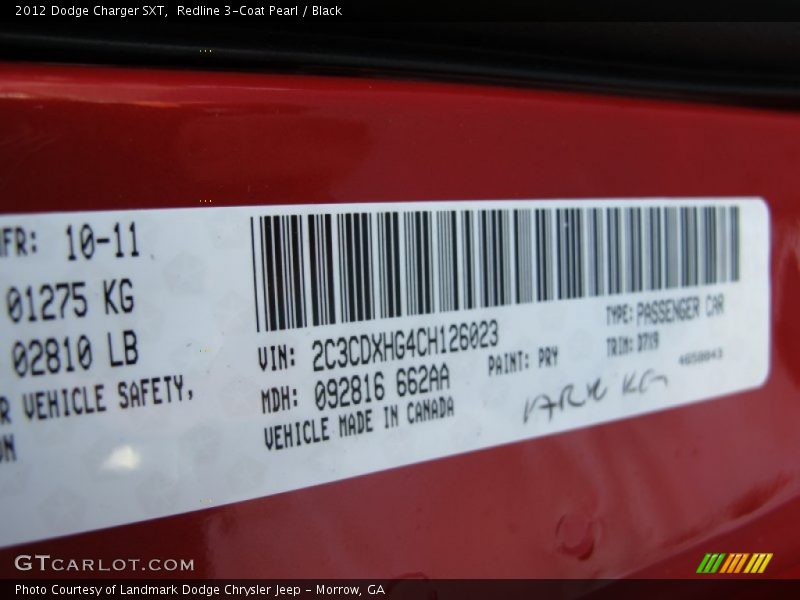 2012 Dodge Charger SXT,  Redline 3-Coat Pearl / Black
MFR: 10-11
01275 KG
02810 LB
VEHICLE SAFETY,
VIN: 2C3CDXHG4CH126023
MDH: 092816 662AA
VEHICLE MADE IN CANADA
PAINT: PRY
TYPE: PASSENGER CAR
TRIM: D7X9
GTCARLOT.COM
Photo Courtesy of Landmark Dodge Chrysler Jeep - Morrow, GA